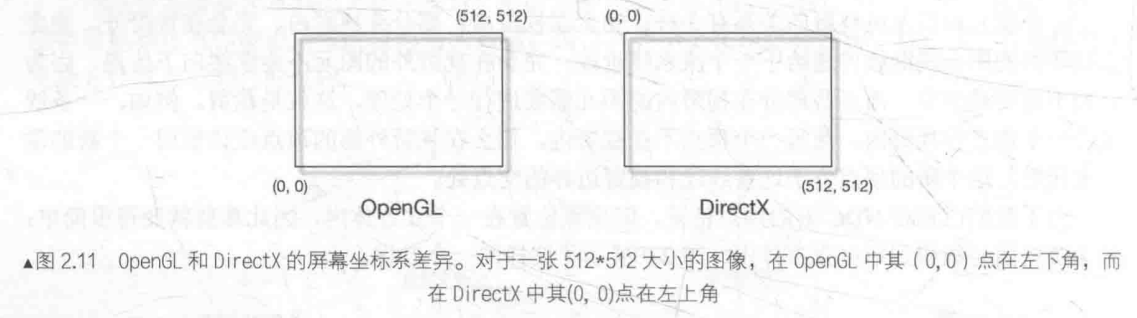 (512, 512) (0, 0)
(0, 0) (512, 512)
OpenGL DirectX
▲图 2.11 OpenGL 和 DirectX 的屏幕坐标系差异。对于一张 512*512 大小的图像，在 OpenGL 中其（0,0）点在左下角，而
在 DirectX 中其(0, 0)点在左上角